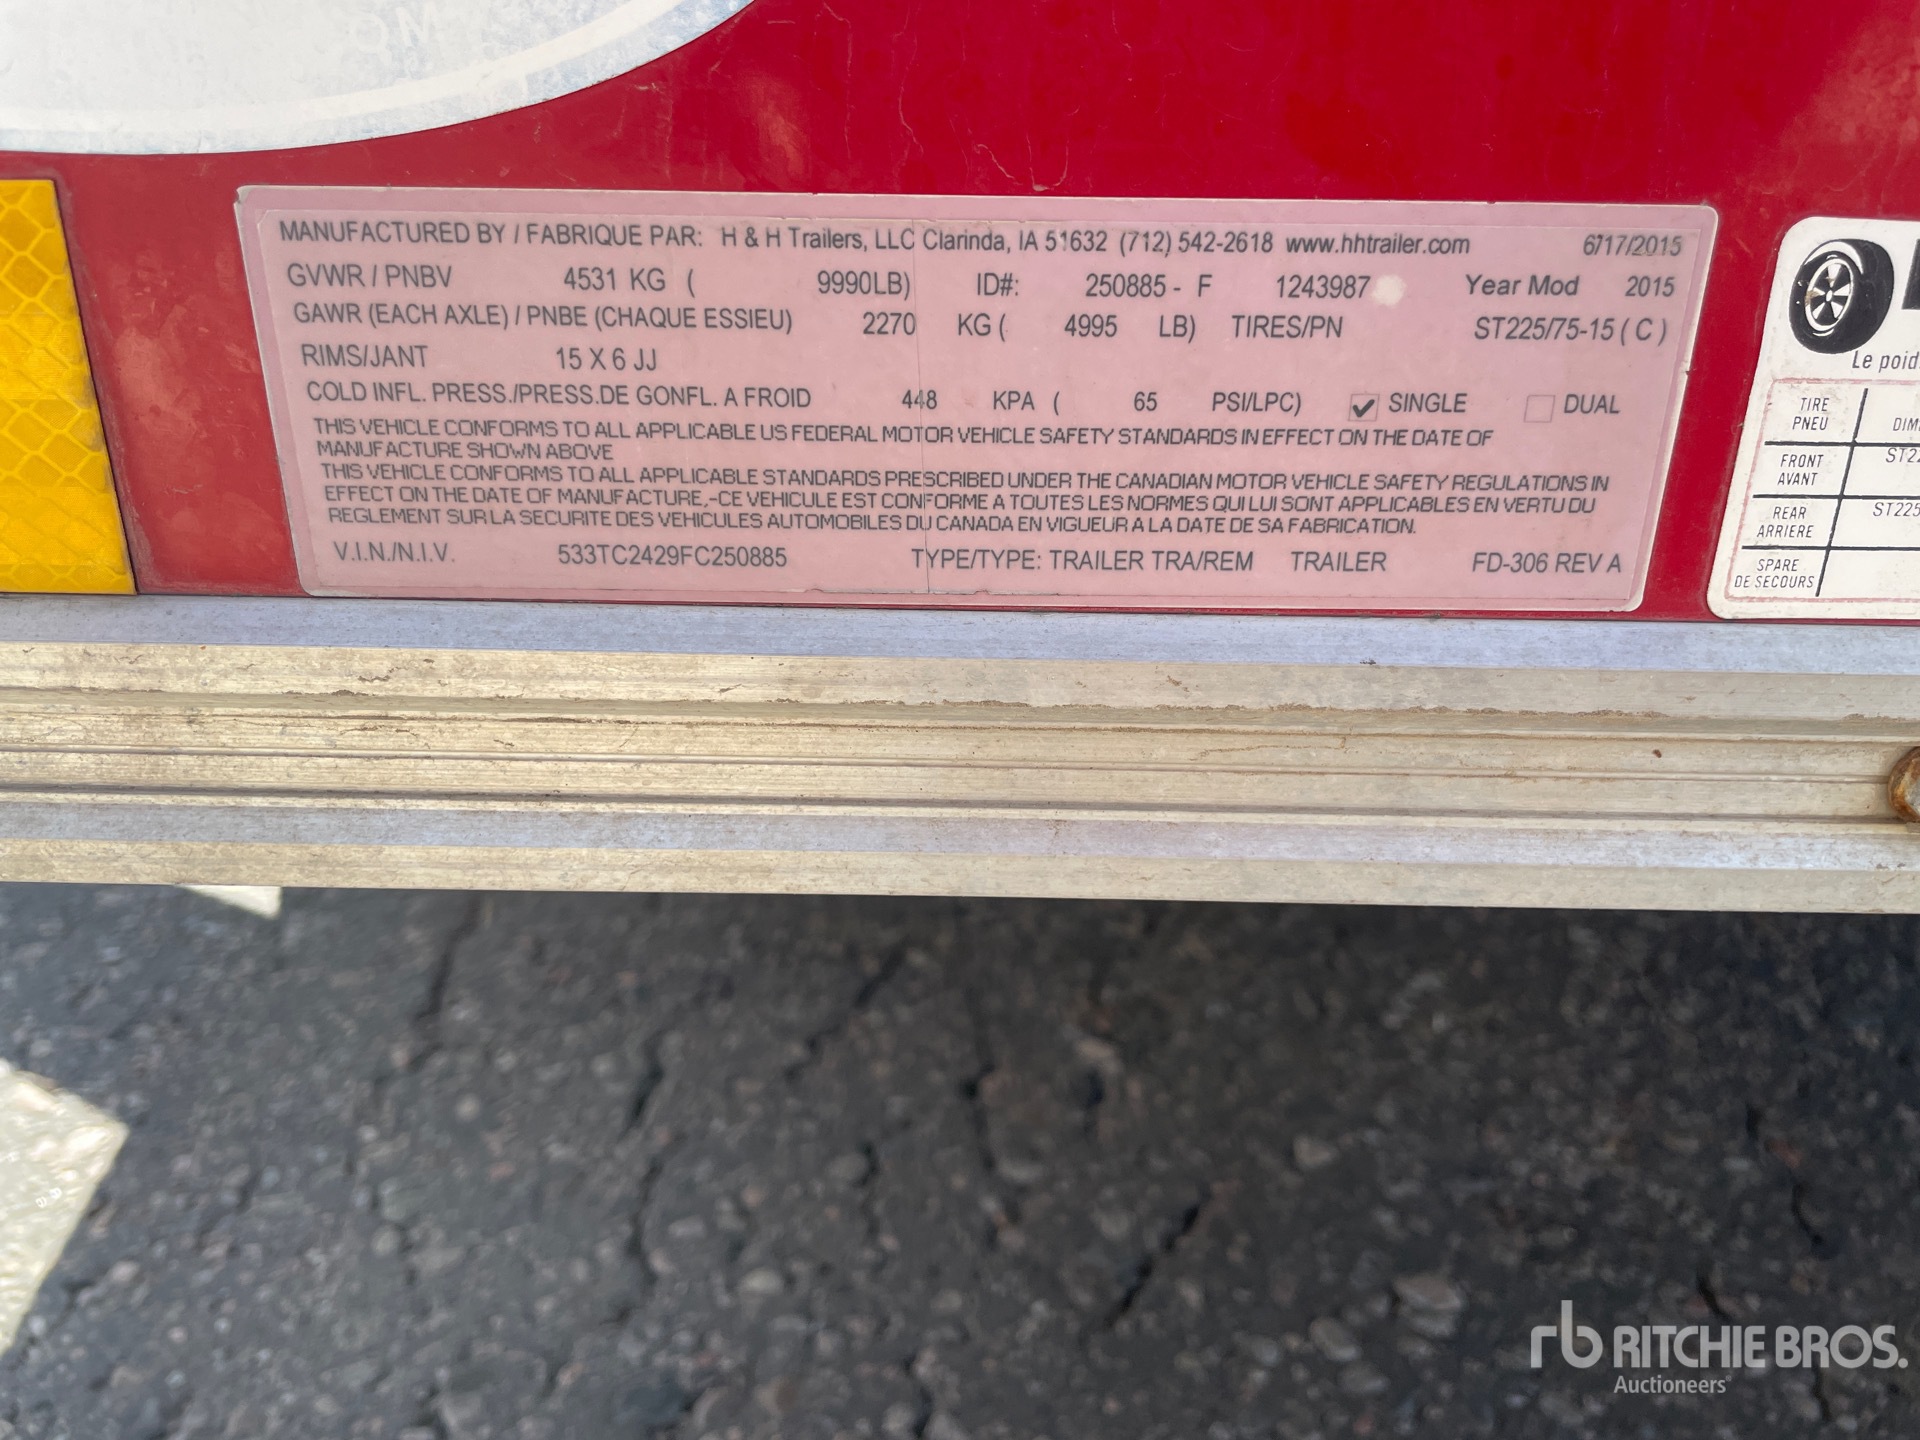 MANUFACTURED BY / FABRIQUE PAR: H & H Trailers, LLC Clarinda, IA 51632 (712) 542-2618 www.hhtrailer.com 6/17/2015
GVWR / PNBV 4531 KG ( 9990LB) ID#: 250885 - F 1243987 Year Mod 2015
GAWR (EACH AXLE) / PNBE (CHAQUE ESSIEU) 2270 KG ( 4995 LB) TIRES/PN ST225/75-15 ( C )
RIMS/JANT 15 X 6 JJ
COLD INFL. PRESS./PRESS.DE GONFL. A FROID 448 KPA ( 65 PSI/LPC) SINGLE DUAL
THIS VEHICLE CONFORMS TO ALL APPLICABLE US FEDERAL MOTOR VEHICLE SAFETY STANDARDS IN EFFECT ON THE DATE OF
MANUFACTURE SHOWN ABOVE
THIS VEHICLE CONFORMS TO ALL APPLICABLE STANDARDS PRESCRIBED UNDER THE CANADIAN MOTOR VEHICLE SAFETY REGULATIONS IN
EFFECT ON THE DATE OF MANUFACTURE,-CE VEHICULE EST CONFORME A TOUTES LES NORMES QUI LUI SONT APPLICABLES EN VERTU DU
REGLEMENT SUR LA SECURITE DES VEHICULES AUTOMOBILES DU CANADA EN VIGUEUR A LA DATE DE SA FABRICATION.
V.I.N./N.I.V. 533TC2429FC250885 TYPE/TYPE: TRAILER TRA/REM TRAILER FD-306 REV A
Le poid
TIRE
PNEU DIM
FRONT
AVANT ST22
REAR
ARRIERE ST225
SPARE
DE SECOURS
rb RITCHIE BROS.
Auctioneers